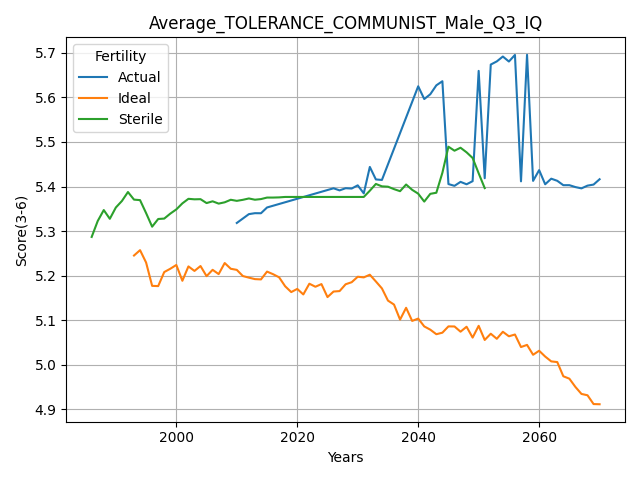 Average_TOLERANCE_COMMUNIST_Male_Q3_IQ
Fertility
Actual
Ideal
Sterile
5.7
5.6
5.5
5.4
5.3
5.2
5.1
5.0
4.9
Score(3-6)
2000
2020
2040
2060
Years